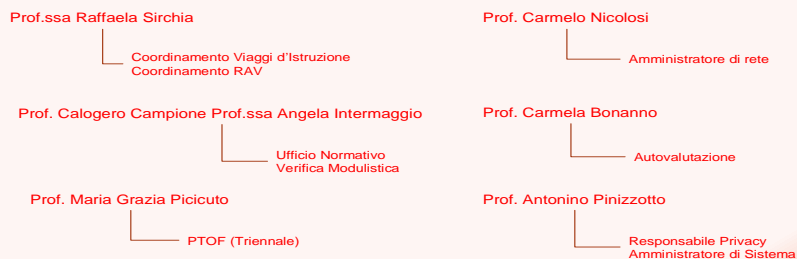 Prof.ssa Raffaela Sirchia
Coordinamento Viaggi d'Istruzione
Coordinamento RAV
Prof. Carmelo Nicolosi
Amministratore di rete
Prof. Calogero Campione Prof.ssa Angela Intermaggio
Ufficio Normativo
Verifica Modulistica
Prof. Carmela Bonanno
Autovalutazione
Prof. Maria Grazia Picicuto
PTOF (Triennale)
Prof. Antonino Pinizzotto
Responsabile Privacy
Amministratore di Sistema